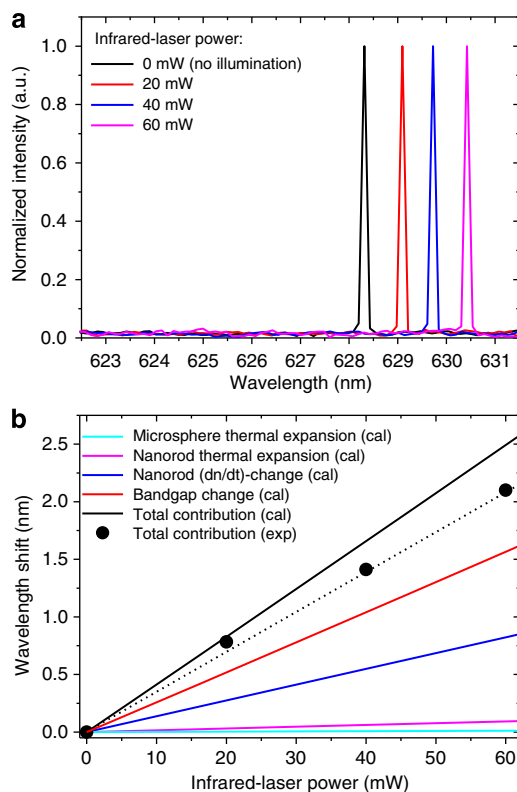 a
Infrared-laser power:
0 mW (no illumination)
20 mW
40 mW
60 mW
Normalized intensity (a.u.)
1.0
0.8
0.6
0.4
0.2
0.0
623 624 625 626 627 628 629 630 631
Wavelength (nm)
b
Microsphere thermal expansion (cal)
Nanorod thermal expansion (cal)
Nanorod (dn/dt)-change (cal)
Bandgap change (cal)
Total contribution (cal)
Total contribution (exp)
Wavelength shift (nm)
2.5
2.0
1.5
1.0
0.5
0.0
0 10 20 30 40 50 60
Infrared-laser power (mW)